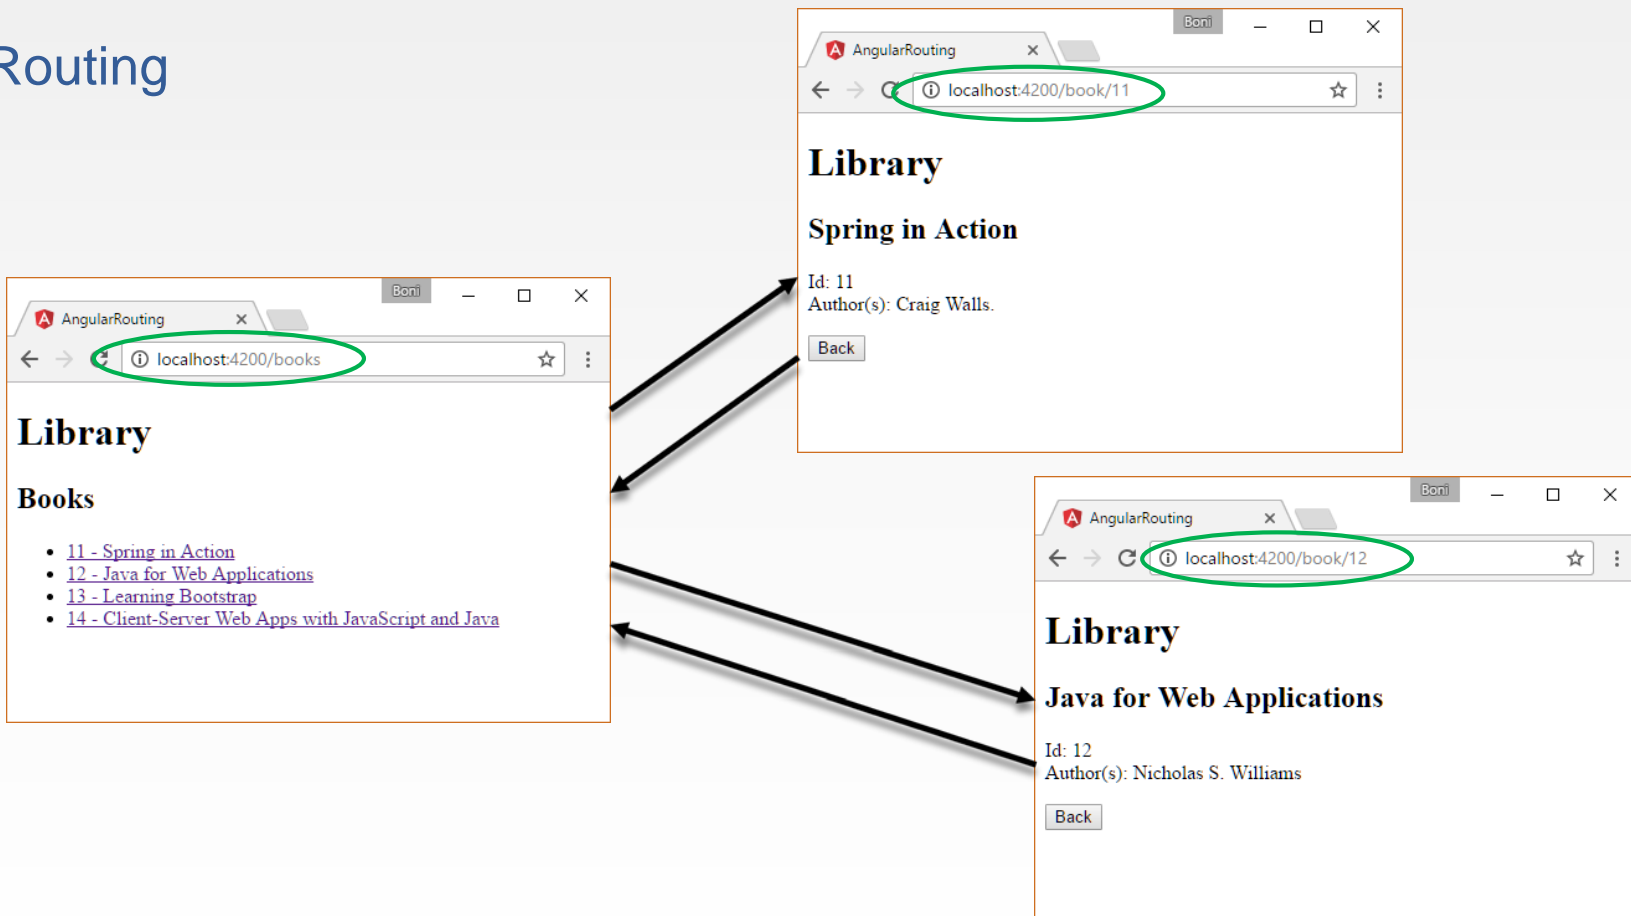 Routing
Boni
AngularRouting
localhost:4200/books
Library
Books
11 - Spring in Action
12 - Java for Web Applications
13 - Learning Bootstrap
14 - Client-Server Web Apps with JavaScript and Java
Boni
AngularRouting
localhost:4200/book/11
Library
Spring in Action
Id: 11
Author(s): Craig Walls.
Back
Boni
AngularRouting
localhost:4200/book/12
Library
Java for Web Applications
Id: 12
Author(s): Nicholas S. Williams
Back